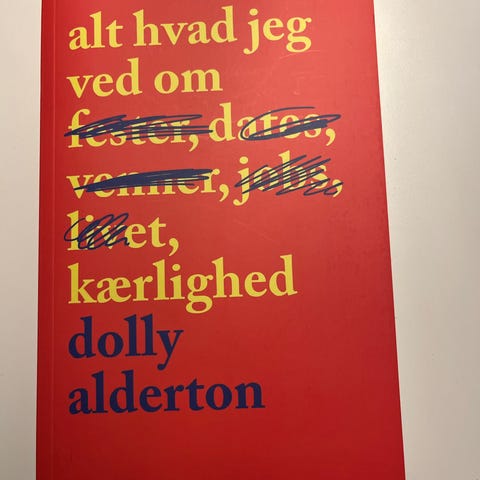 alt hvad jeg
ved om
fester, dates,
venner, jobs,
livet,
kærlighed
dolly
alderton